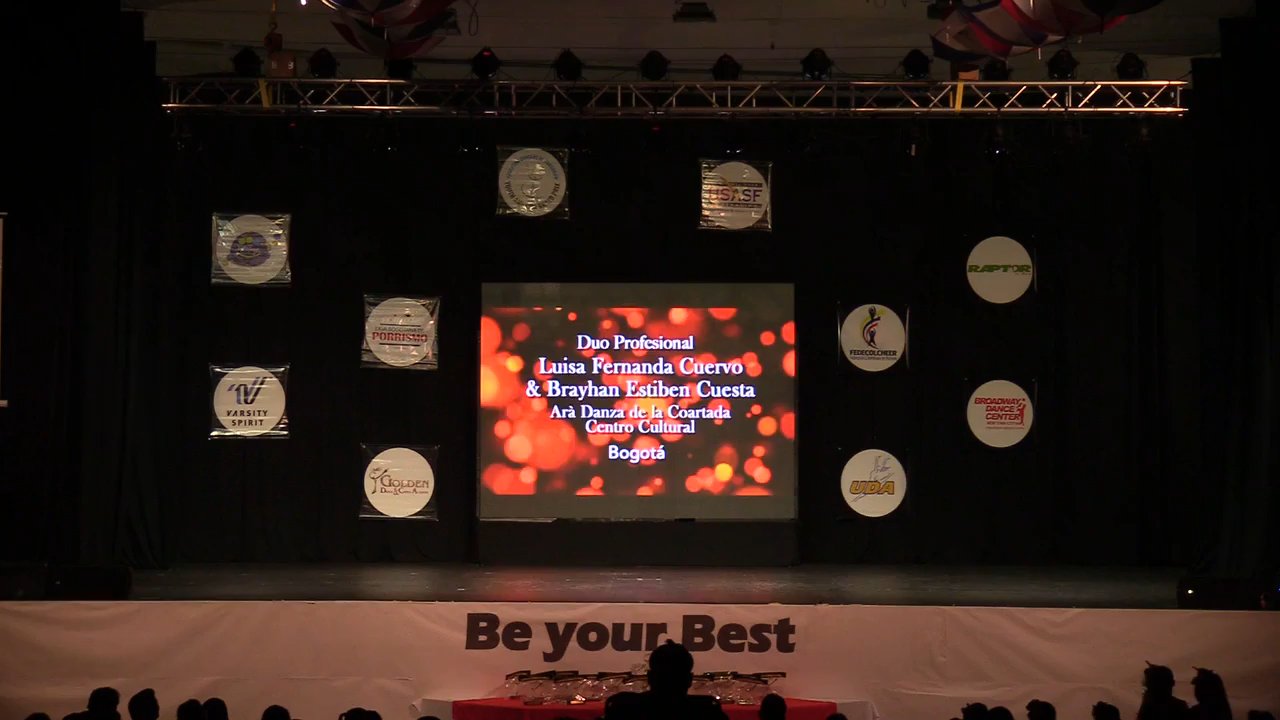 USASF
RAPTOR
PORRISMO
FEDECOLCHEER
VARSITY
SPIRIT
BROADWAY
DANCE
CENTER
GOLDEN
UDA
Duo Profesional
Luisa Fernanda Cuervo
& Brayhan Estiben Cuesta
Arà Danza de la Coartada
Centro Cultural
Bogotá
Be your Best